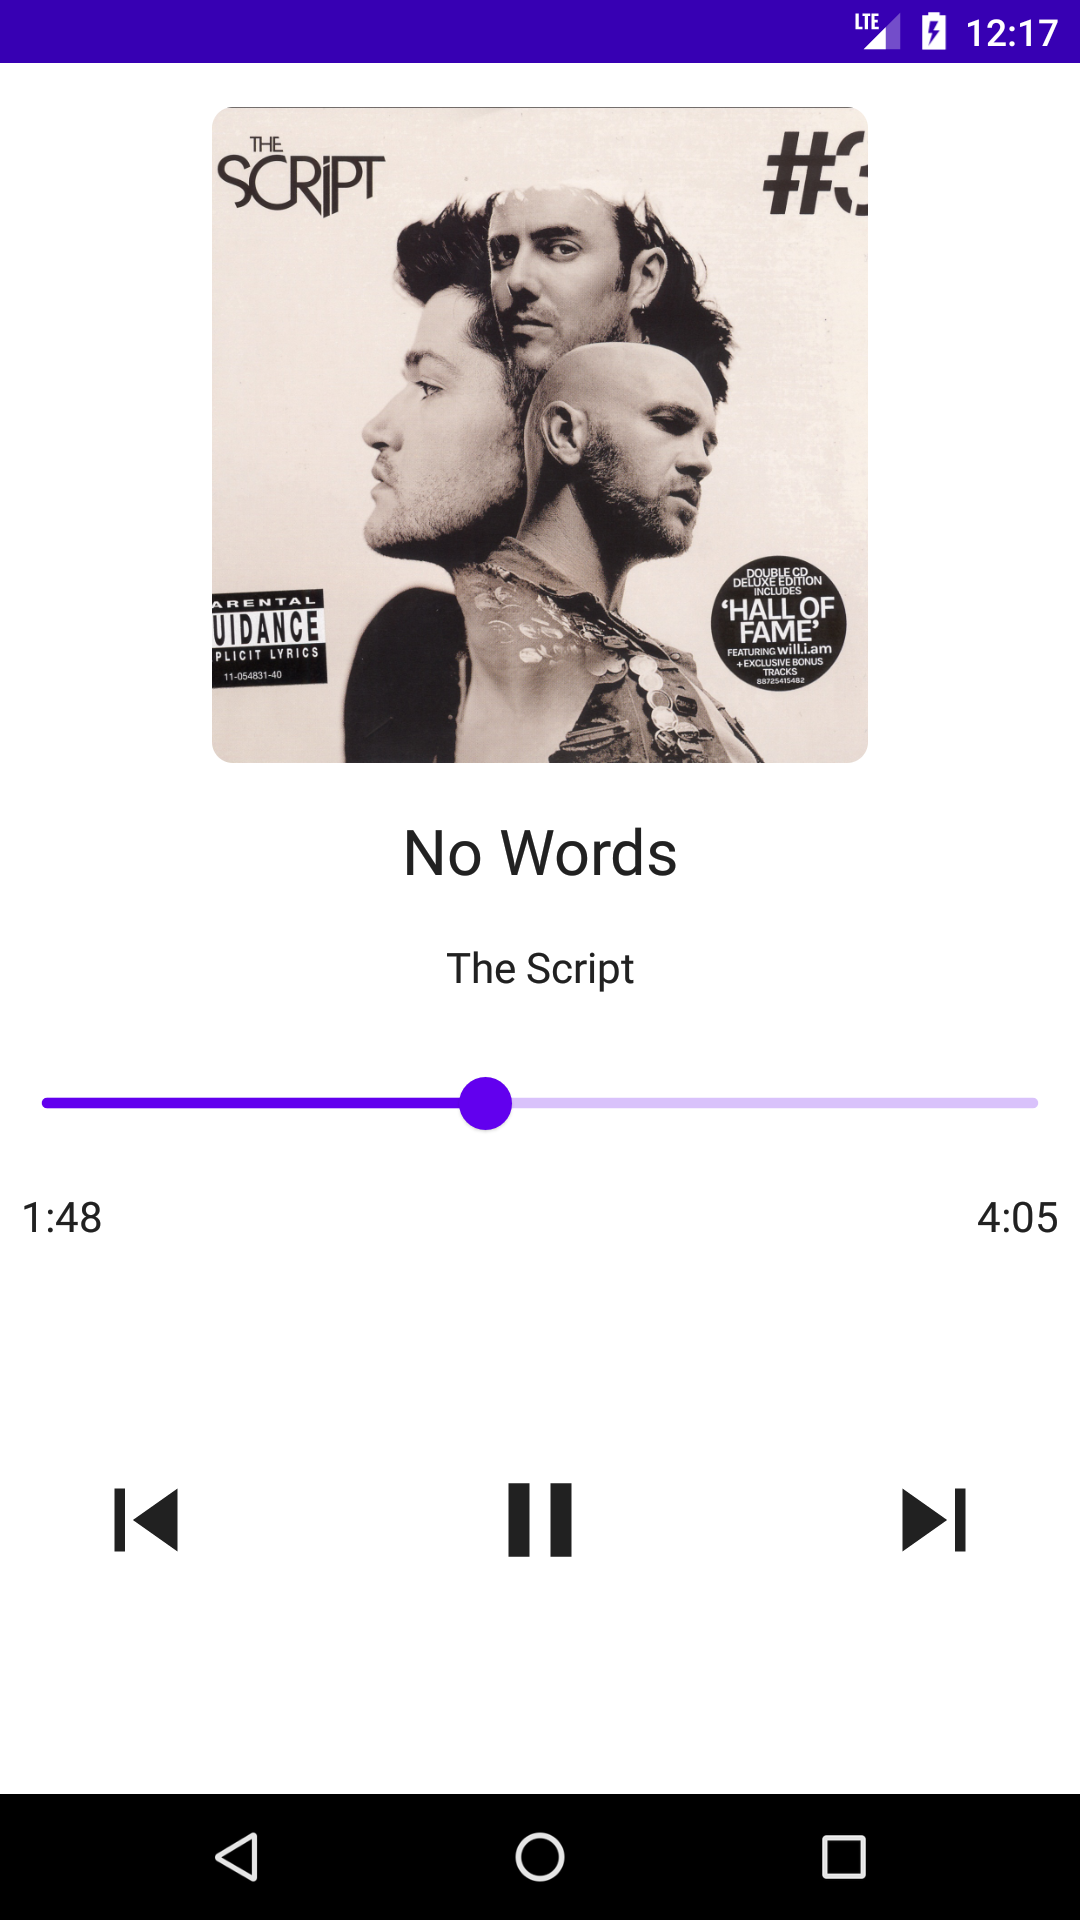 LTE 12:17
THE
SCRIPT
#3
DOUBLE CD
DELUXE EDITION
INCLUDES
‘HALL OF
FAME’
FEATURING will.i.am
+EXCLUSIVE BONUS
TRACKS
88725415482
ARENTAL
UIDANCE
PLICIT LYRICS
11-054831-40
No Words
The Script
1:48 4:05